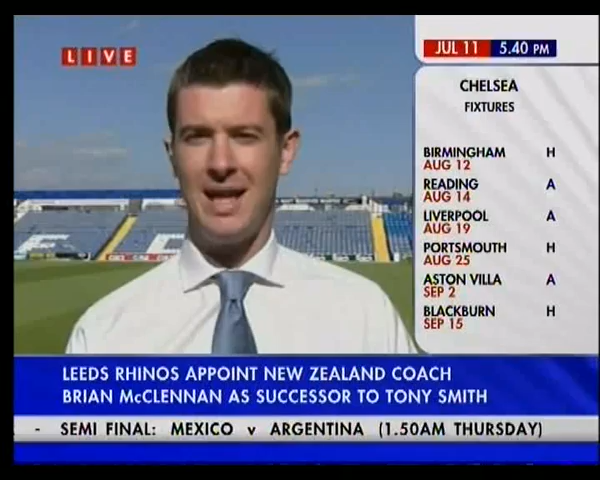 LIVE
JUL 11 5.40 PM
CHELSEA
FIXTURES
BIRMINGHAM H
AUG 12
READING A
AUG 14
LIVERPOOL A
AUG 19
PORTSMOUTH H
AUG 25
ASTON VILLA A
SEP 2
BLACKBURN H
SEP 15
LEEDS RHINOS APPOINT NEW ZEALAND COACH
BRIAN McCLENNAN AS SUCCESSOR TO TONY SMITH
- SEMI FINAL: MEXICO v ARGENTINA (1.50AM THURSDAY)